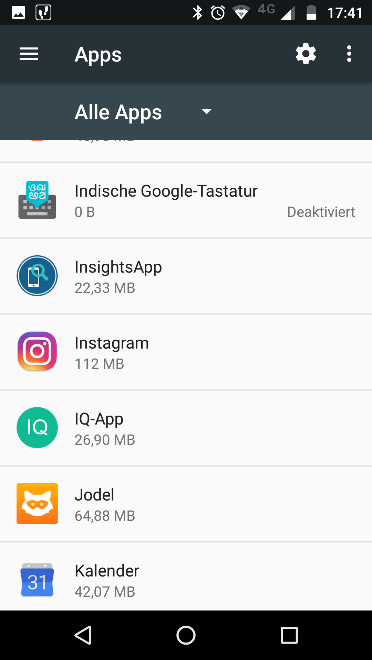 4G 17:41
Apps
Alle Apps
Indische Google-Tastatur
0 B Deaktiviert
InsightsApp
22,33 MB
Instagram
112 MB
IQ
IQ-App
26,90 MB
Jodel
64,88 MB
31
Kalender
42,07 MB